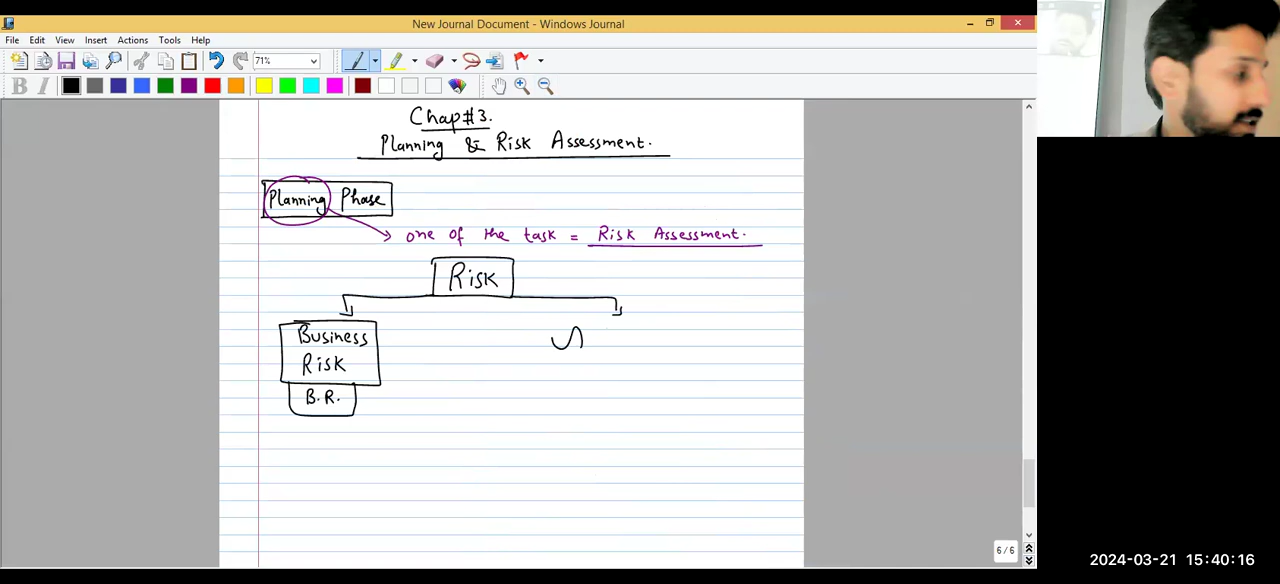 New Journal Document - Windows Journal
File Edit View Insert Actions Tools Help
71%
B I
Chap#3.
Planning & Risk Assessment.
Planning Phase
one of the task = Risk Assessment.
Risk
Business
Risk
B.R.
6/6
2024-03-21 15:40:16